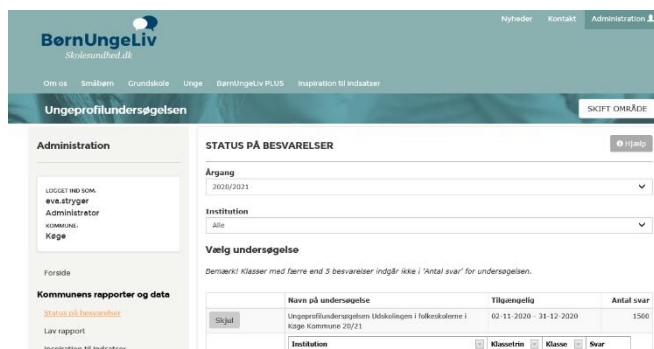 Nyheder Kontakt Administration
BørnUngeLiv
Skolesundhed.dk
Om os Småbørn Grundskole Unge BørnUngeLiv PLUS Inspiration til indsatser
Ungeprofilundersøgelsen
SKIFT OMRÅDE
Administration
LOGGET IND SOM:
eva.stryger
Administrator
KOMMUNE:
Køge
Forside
Kommunens rapporter og data
Status på besvarelser
Lav rapport
Inspiration til indsatser
STATUS PÅ BESVARELSER
Hjælp
Årgang
2020/2021
Institution
Alle
Vælg undersøgelse
Bemærk! Klasser med færre end 5 besvarelser indgår ikke i 'Antal svar' for undersøgelsen.
Navn på undersøgelse Tilgængelig Antal svar
Skjul Ungeprofilundersøgelsen Udskolingen i folkeskolerne i 02-11-2020 - 31-12-2020 1500
Køge Kommune 20/21
Institution Klassetrin Klasse Svar